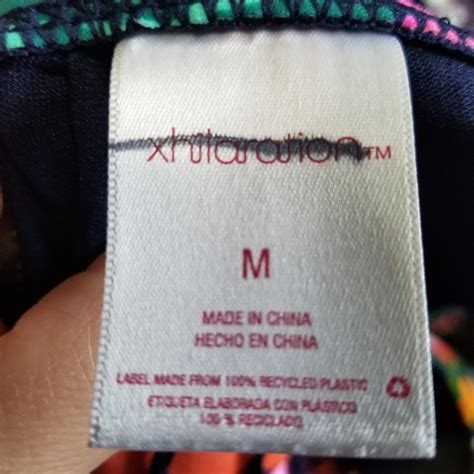 xhilaration™
M
MADE IN CHINA
HECHO EN CHINA
LABEL MADE FROM 100% RECYCLED PLASTIC
ETIQUETA ELABORADA CON PLASTICO
100 % RECICLADO